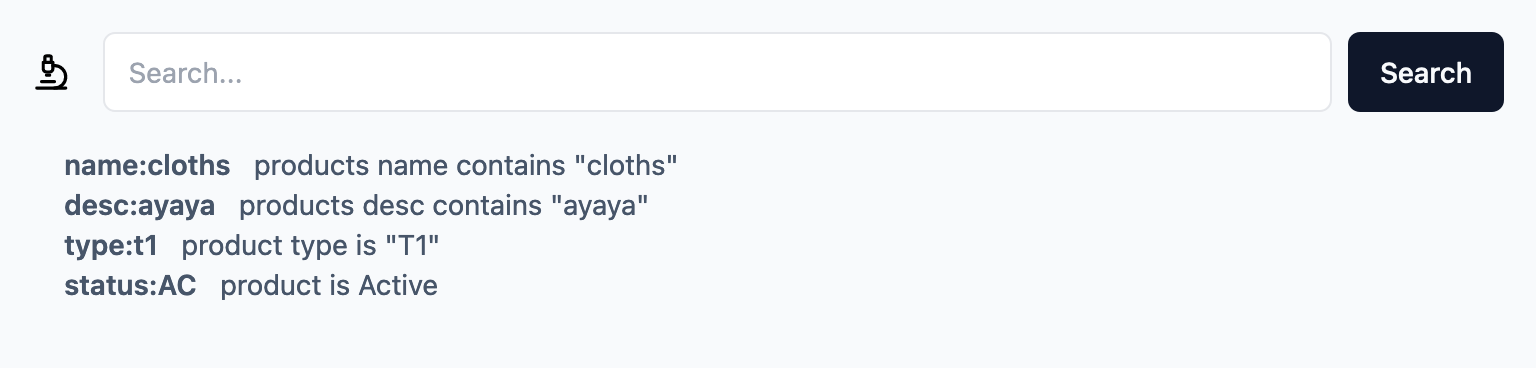 Search...
Search
name:cloths products name contains "cloths"
desc:ayaya products desc contains "ayaya"
type:t1 product type is "T1"
status:AC product is Active